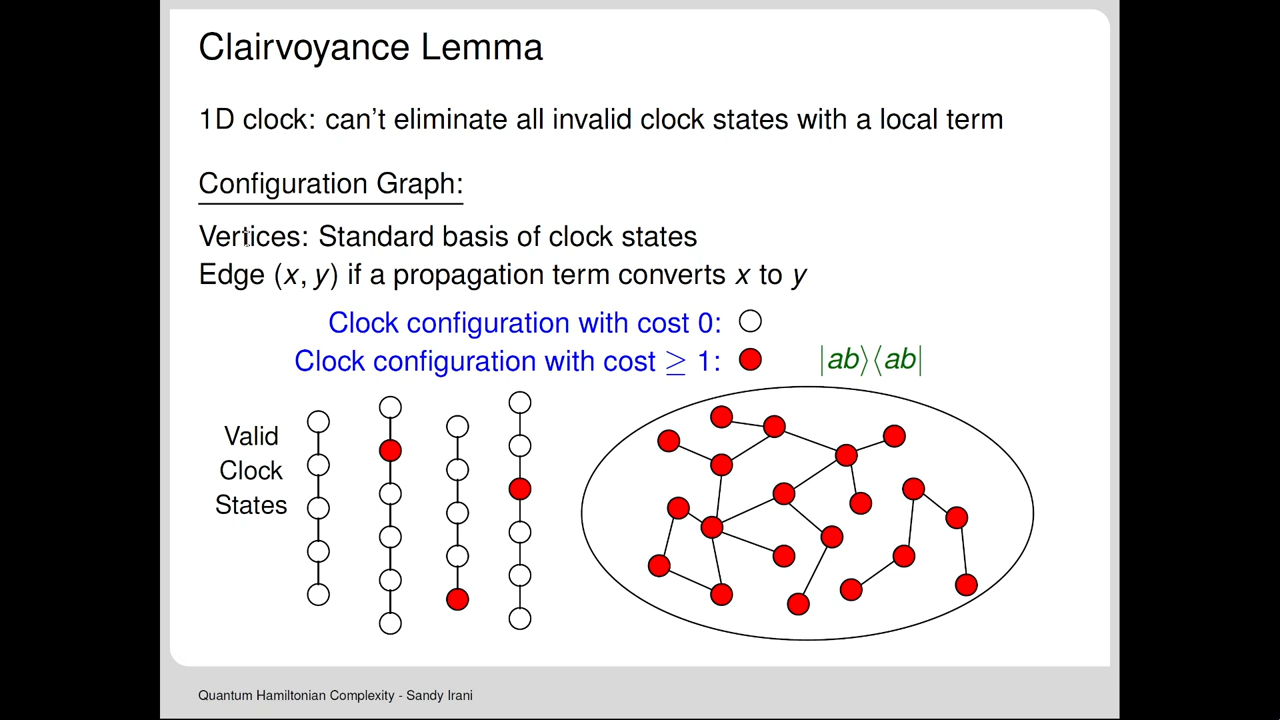 Clairvoyance Lemma
1D clock: can't eliminate all invalid clock states with a local term
Configuration Graph:
Vertices: Standard basis of clock states
Edge (x, y) if a propagation term converts x to y
Clock configuration with cost 0:
Clock configuration with cost ≥ 1: |ab⟩⟨ab|
Valid
Clock
States
Quantum Hamiltonian Complexity - Sandy Irani